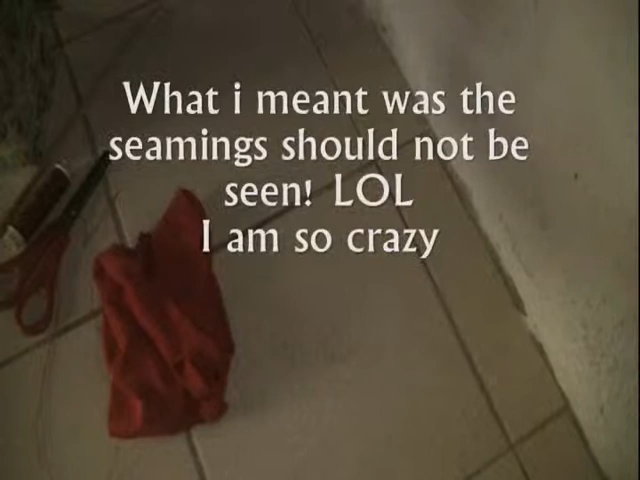 What i meant was the
seamings should not be
seen! LOL
I am so crazy